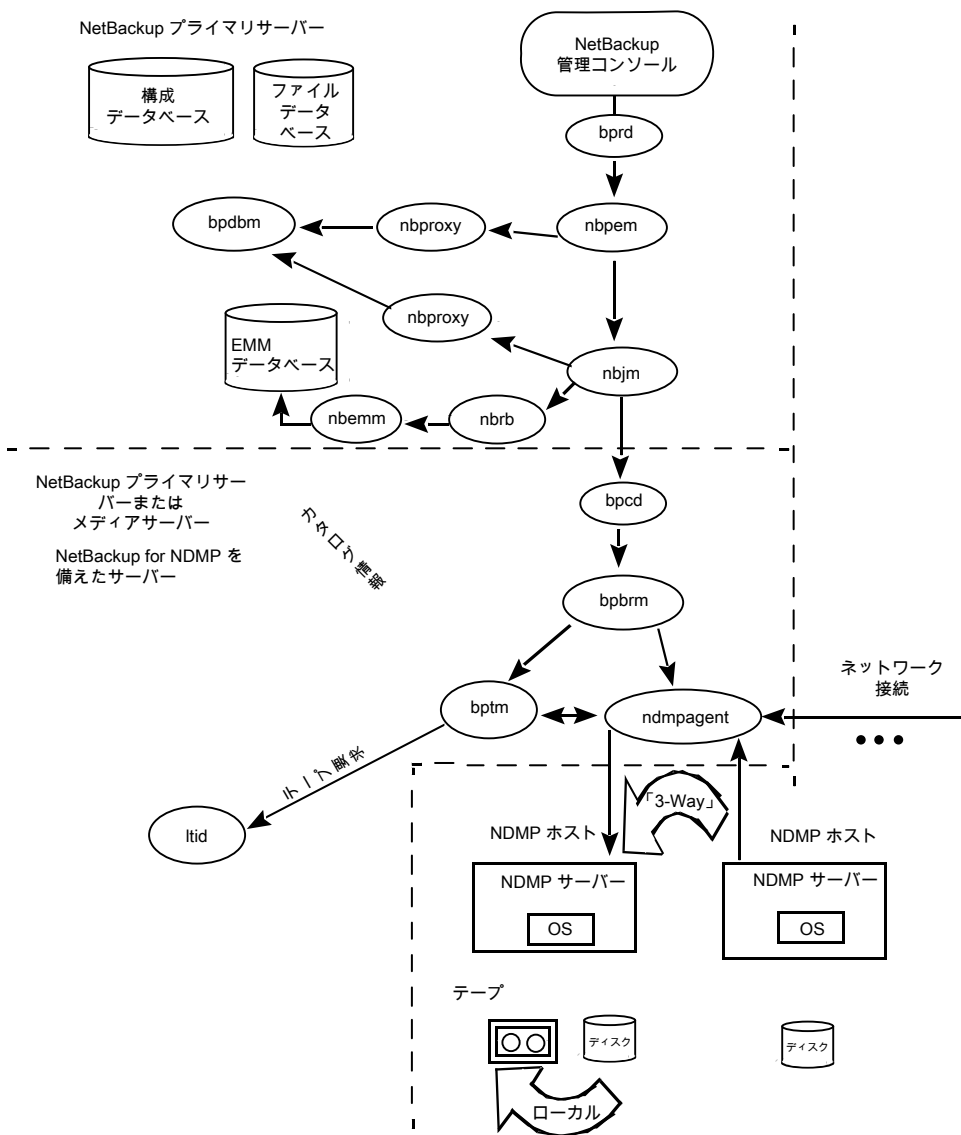 NetBackup プライマリサーバー
NetBackup
管理コンソール
構成
データベース
ファイル
データ
ベース
bprd
bpdbm
nbproxy
nbpem
nbproxy
EMM
データベース
nbjm
nbemm
nbrb
NetBackup プライマリサー
バーまたは
メディアサーバー
NetBackup for NDMP を
備えたサーバー
カタログ情報
bpcd
bpbrm
ネットワーク
接続
bptm
ndmpagent
テープ要求
ltid
「3-Way」
NDMP ホスト
NDMP ホスト
NDMP サーバー
OS
NDMP サーバー
OS
テープ
ディスク
ディスク
ローカル